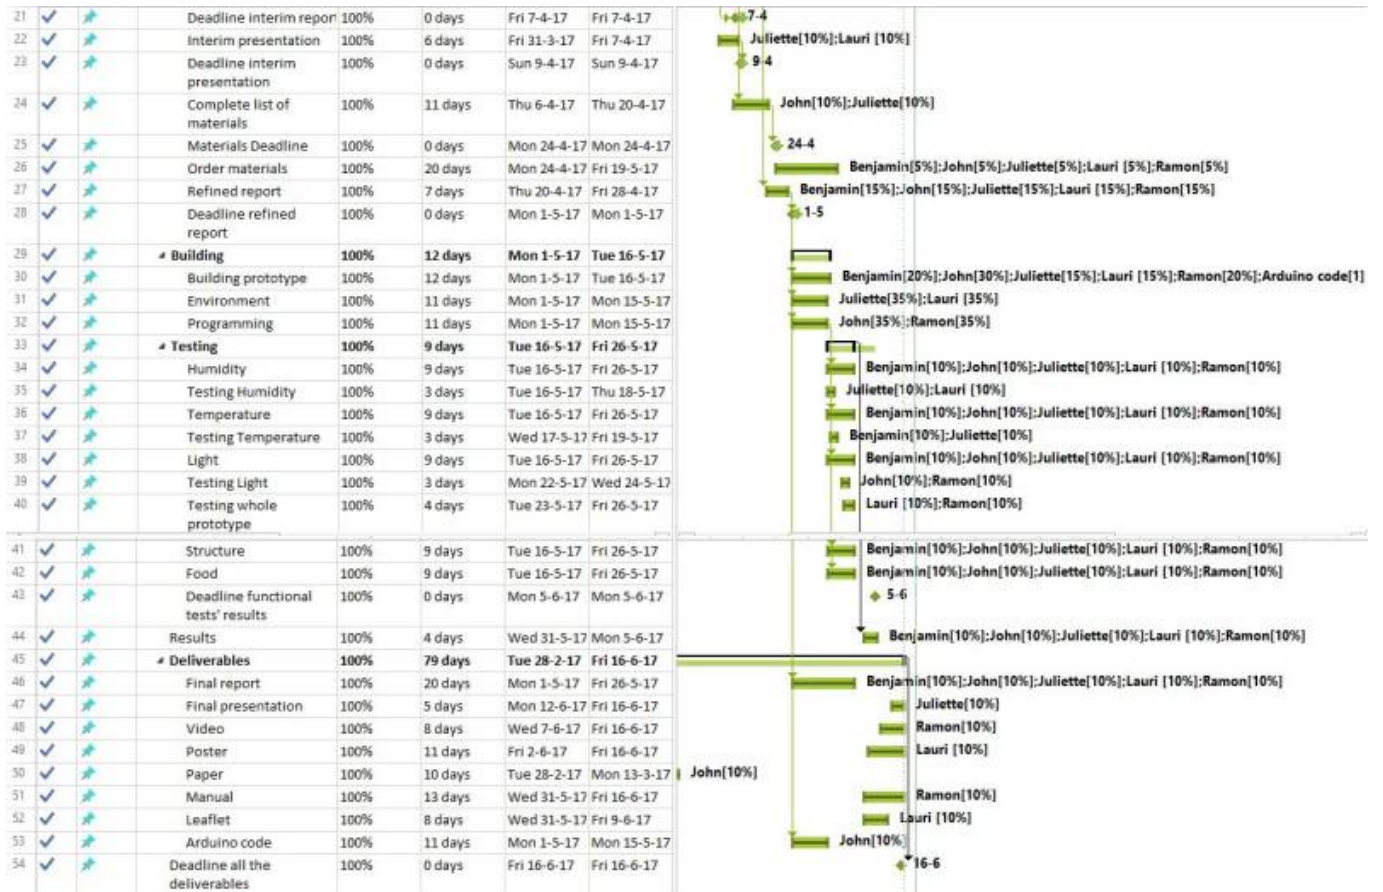 21 Deadline interim report 100% 0 days Fri 7-4-17 Fri 7-4-17 7-4
22 Interim presentation 100% 6 days Fri 31-3-17 Fri 7-4-17 Juliette[10%];Lauri [10%]
23 Deadline interim 100% 0 days Sun 9-4-17 Sun 9-4-17 9-4
presentation
24 Complete list of 100% 11 days Thu 6-4-17 Thu 20-4-17 John[10%];Juliette[10%]
materials
25 Materials Deadline 100% 0 days Mon 24-4-17 Mon 24-4-17 24-4
26 Order materials 100% 20 days Mon 24-4-17 Fri 19-5-17 Benjamin[5%];John[5%];Juliette[5%];Lauri [5%];Ramon[5%]
27 Refined report 100% 7 days Thu 20-4-17 Fri 28-4-17 Benjamin[15%];John[15%];Juliette[15%];Lauri [15%];Ramon[15%]
28 Deadline refined 100% 0 days Mon 1-5-17 Mon 1-5-17 1-5
report
29 Building 100% 12 days Mon 1-5-17 Tue 16-5-17
30 Building prototype 100% 12 days Mon 1-5-17 Tue 16-5-17 Benjamin[20%];John[30%];Juliette[15%];Lauri [15%];Ramon[20%];Arduino code[1]
31 Environment 100% 11 days Mon 1-5-17 Mon 15-5-17 Juliette[35%];Lauri [35%]
32 Programming 100% 11 days Mon 1-5-17 Mon 15-5-17 John[35%];Ramon[35%]
33 Testing 100% 9 days Tue 16-5-17 Fri 26-5-17
34 Humidity 100% 9 days Tue 16-5-17 Fri 26-5-17 Benjamin[10%];John[10%];Juliette[10%];Lauri [10%];Ramon[10%]
35 Testing Humidity 100% 3 days Tue 16-5-17 Thu 18-5-17 Juliette[10%];Lauri [10%]
36 Temperature 100% 9 days Tue 16-5-17 Fri 26-5-17 Benjamin[10%];John[10%];Juliette[10%];Lauri [10%];Ramon[10%]
37 Testing Temperature 100% 3 days Wed 17-5-17 Fri 19-5-17 Benjamin[10%];Juliette[10%]
38 Light 100% 9 days Tue 16-5-17 Fri 26-5-17 Benjamin[10%];John[10%];Juliette[10%];Lauri [10%];Ramon[10%]
39 Testing Light 100% 3 days Mon 22-5-17 Wed 24-5-17 John[10%];Ramon[10%]
40 Testing whole 100% 4 days Tue 23-5-17 Fri 26-5-17 Lauri [10%];Ramon[10%]
prototype
41 Structure 100% 9 days Tue 16-5-17 Fri 26-5-17 Benjamin[10%];John[10%];Juliette[10%];Lauri [10%];Ramon[10%]
42 Food 100% 9 days Tue 16-5-17 Fri 26-5-17 Benjamin[10%];John[10%];Juliette[10%];Lauri [10%];Ramon[10%]
43 Deadline functional 100% 0 days Mon 5-6-17 Mon 5-6-17 5-6
tests' results
44 Results 100% 4 days Wed 31-5-17 Mon 5-6-17 Benjamin[10%];John[10%];Juliette[10%];Lauri [10%];Ramon[10%]
45 Deliverables 100% 79 days Tue 28-2-17 Fri 16-6-17
46 Final report 100% 20 days Mon 1-5-17 Fri 26-5-17 Benjamin[10%];John[10%];Juliette[10%];Lauri [10%];Ramon[10%]
47 Final presentation 100% 5 days Mon 12-6-17 Fri 16-6-17 Juliette[10%]
48 Video 100% 8 days Wed 7-6-17 Fri 16-6-17 Ramon[10%]
49 Poster 100% 11 days Fri 2-6-17 Fri 16-6-17 Lauri [10%]
50 Paper 100% 10 days Tue 28-2-17 Mon 13-3-17 John[10%]
51 Manual 100% 13 days Wed 31-5-17 Fri 16-6-17 Ramon[10%]
52 Leaflet 100% 8 days Wed 31-5-17 Fri 9-6-17 Lauri [10%]
53 Arduino code 100% 11 days Mon 1-5-17 Mon 15-5-17 John[10%]
54 Deadline all the 100% 0 days Fri 16-6-17 Fri 16-6-17 16-6
deliverables